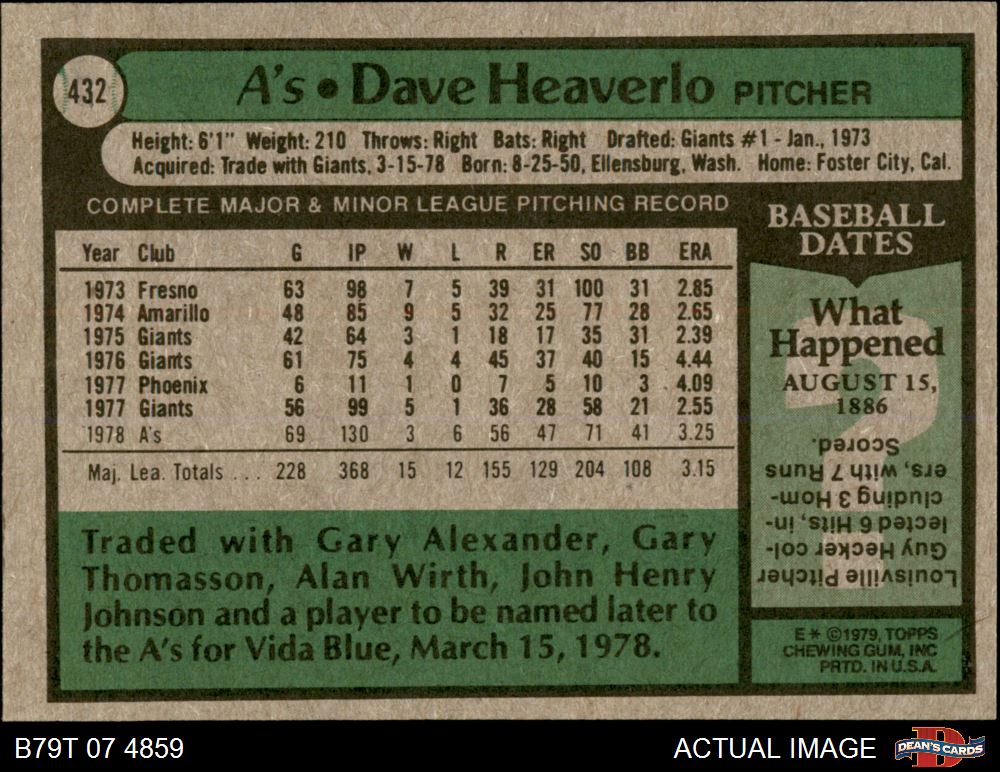 432
A's • Dave Heaverlo PITCHER
Height: 6'1" Weight: 210 Throws: Right Bats: Right Drafted: Giants #1 - Jan., 1973
Acquired: Trade with Giants, 3-15-78 Born: 8-25-50, Ellensburg, Wash. Home: Foster City, Cal.
COMPLETE MAJOR & MINOR LEAGUE PITCHING RECORD
Year Club G IP W L R ER SO BB ERA
1973 Fresno 63 98 7 5 39 31 100 31 2.85
1974 Amarillo 48 85 9 5 32 25 77 28 2.65
1975 Giants 42 64 3 1 18 17 35 31 2.39
1976 Giants 61 75 4 4 45 37 40 15 4.44
1977 Phoenix 6 11 1 0 7 5 10 3 4.09
1977 Giants 56 99 5 1 36 28 58 21 2.55
1978 A's 69 130 3 6 56 47 71 41 3.25
Maj. Lea. Totals ... 228 368 15 12 155 129 204 108 3.15
Traded with Gary Alexander, Gary
Thomasson, Alan Wirth, John Henry
Johnson and a player to be named later to
the A's for Vida Blue, March 15, 1978.
BASEBALL
DATES
What
Happened
AUGUST 15,
1886
Louisville Pitcher
Guy Hecker col-
lected 6 Hits, in-
cluding 3 Hom-
ers, with 7 Runs
Scored.
E* ©1979, TOPPS
CHEWING GUM, INC
PRTD. IN U.S.A.
B79T 07 4859
ACTUAL IMAGE
D
DEAN'S CARDS